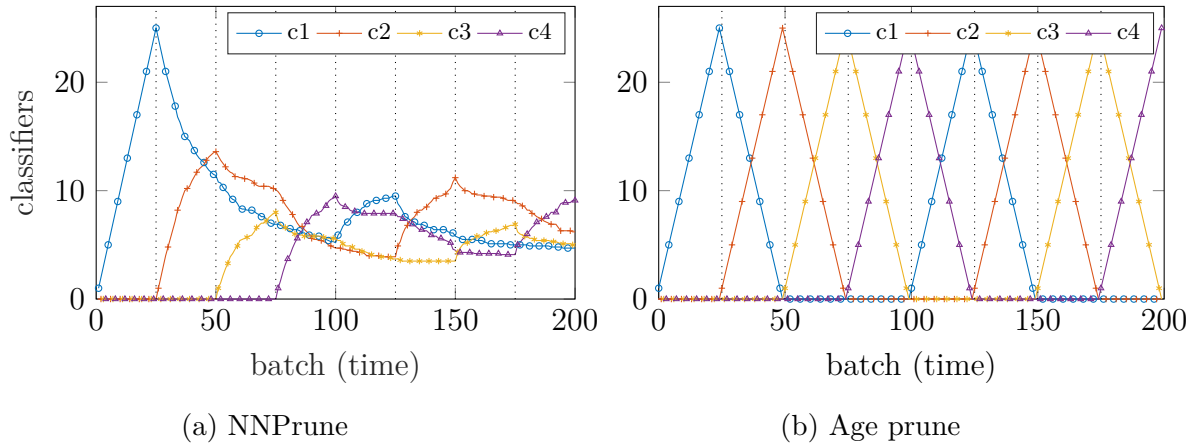 c1 c2 c3 c4
20
10
0
classifiers
0 50 100 150 200
batch (time)
(a) NNPrune
c1 c2 c3 c4
20
10
0
0 50 100 150 200
batch (time)
(b) Age prune